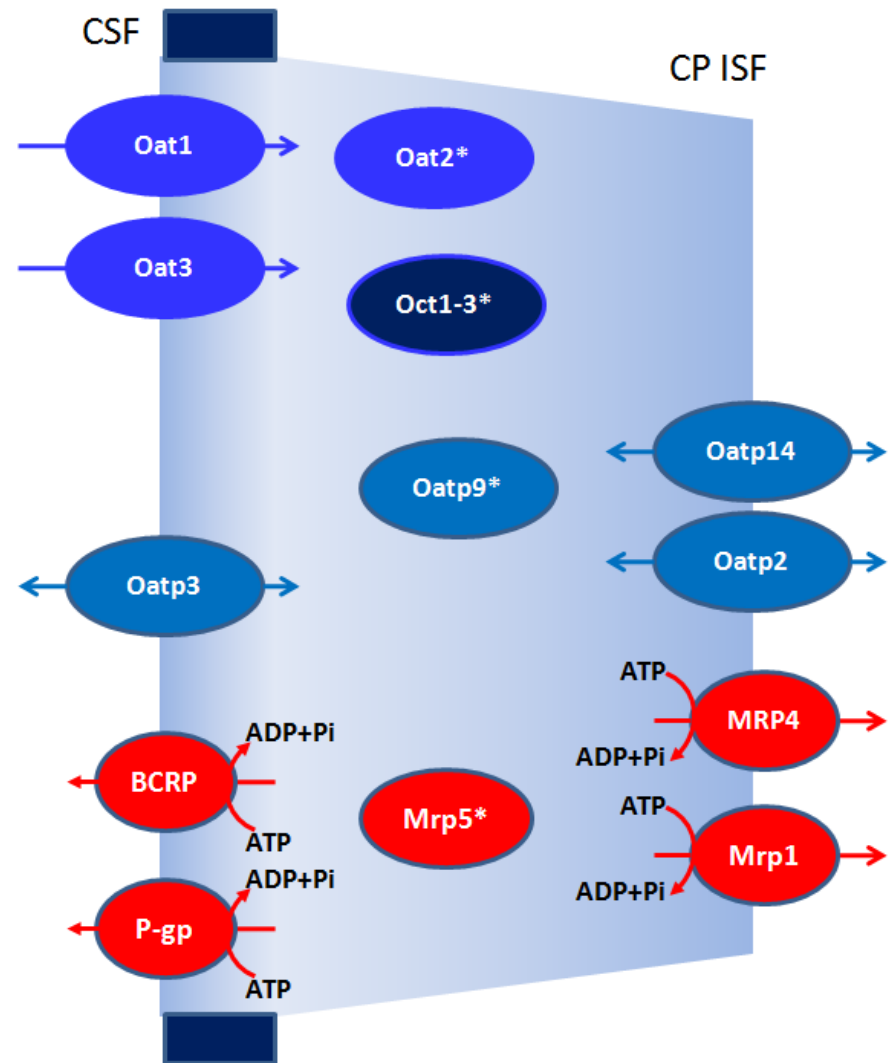 CSF
CP ISF
Oat1
Oat2*
Oat3
Oct1-3*
Oatp14
Oatp9*
Oatp2
Oatp3
ATP
MRP4
ADP+Pi
ADP+Pi
BCRP
ATP
Mrp5*
ATP
Mrp1
ADP+Pi
ADP+Pi
P-gp
ATP